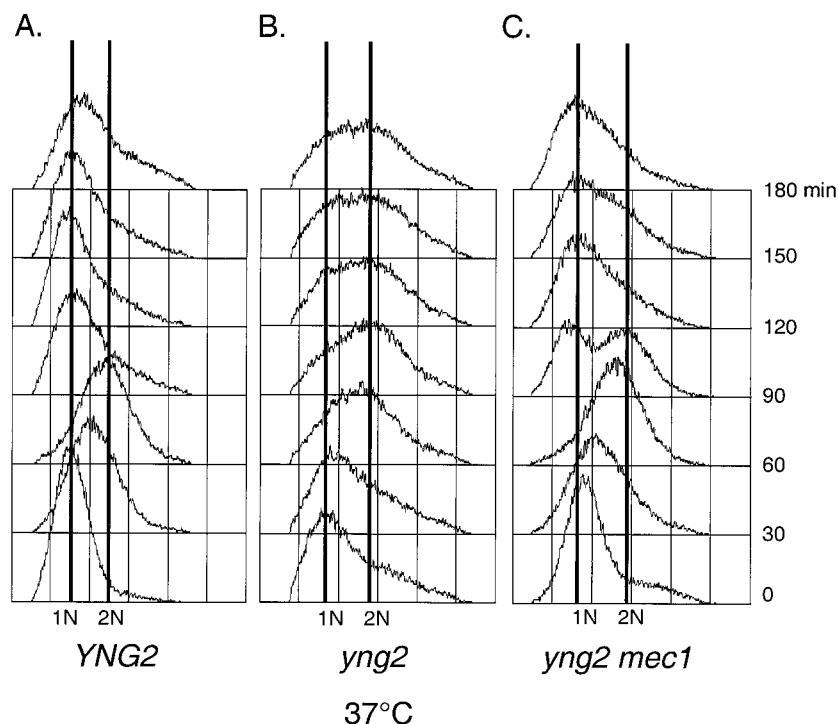 A.
B.
C.
180 min
150
120
90
60
30
0
1N 2N
1N 2N
1N 2N
YNG2
yng2
yng2 mec1
37°C